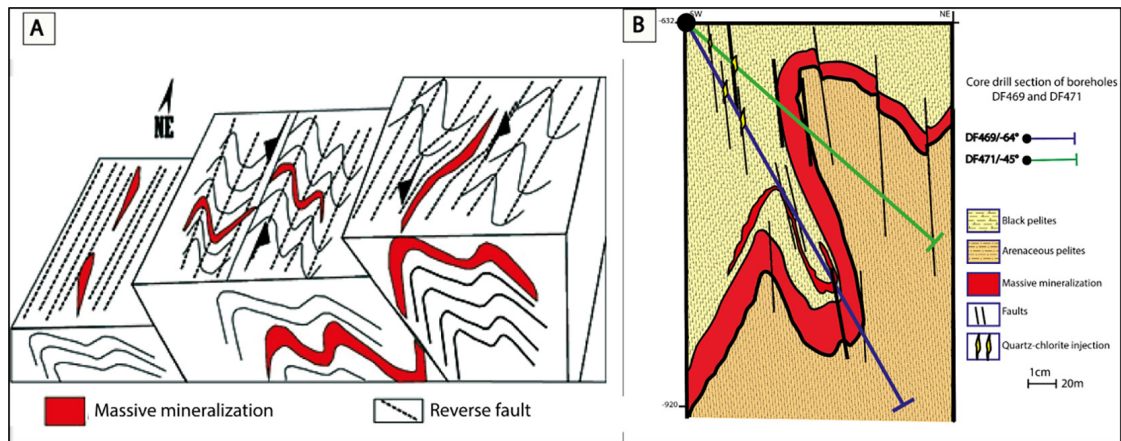 A
NE
Massive mineralization
Reverse fault
B
SW
NE
-632
-920
Core drill section of boreholes
DF469 and DF471
DF469/-64°
DF471/-45°
Black pelites
Arenaceous pelites
Massive mineralization
Faults
Quartz-chlorite injection
1cm
20m